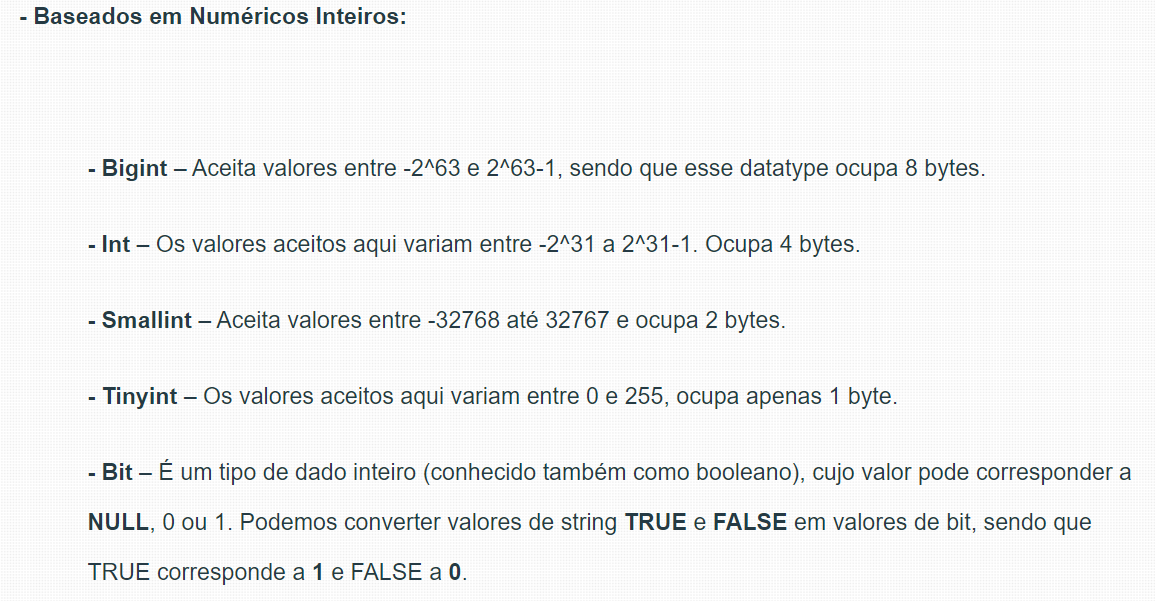 - Baseados em Numéricos Inteiros:
- Bigint – Aceita valores entre -2^63 e 2^63-1, sendo que esse datatype ocupa 8 bytes.
- Int – Os valores aceitos aqui variam entre -2^31 a 2^31-1. Ocupa 4 bytes.
- Smallint – Aceita valores entre -32768 até 32767 e ocupa 2 bytes.
- Tinyint – Os valores aceitos aqui variam entre 0 e 255, ocupa apenas 1 byte.
- Bit – É um tipo de dado inteiro (conhecido também como booleano), cujo valor pode corresponder a
NULL, 0 ou 1. Podemos converter valores de string TRUE e FALSE em valores de bit, sendo que
TRUE corresponde a 1 e FALSE a 0.